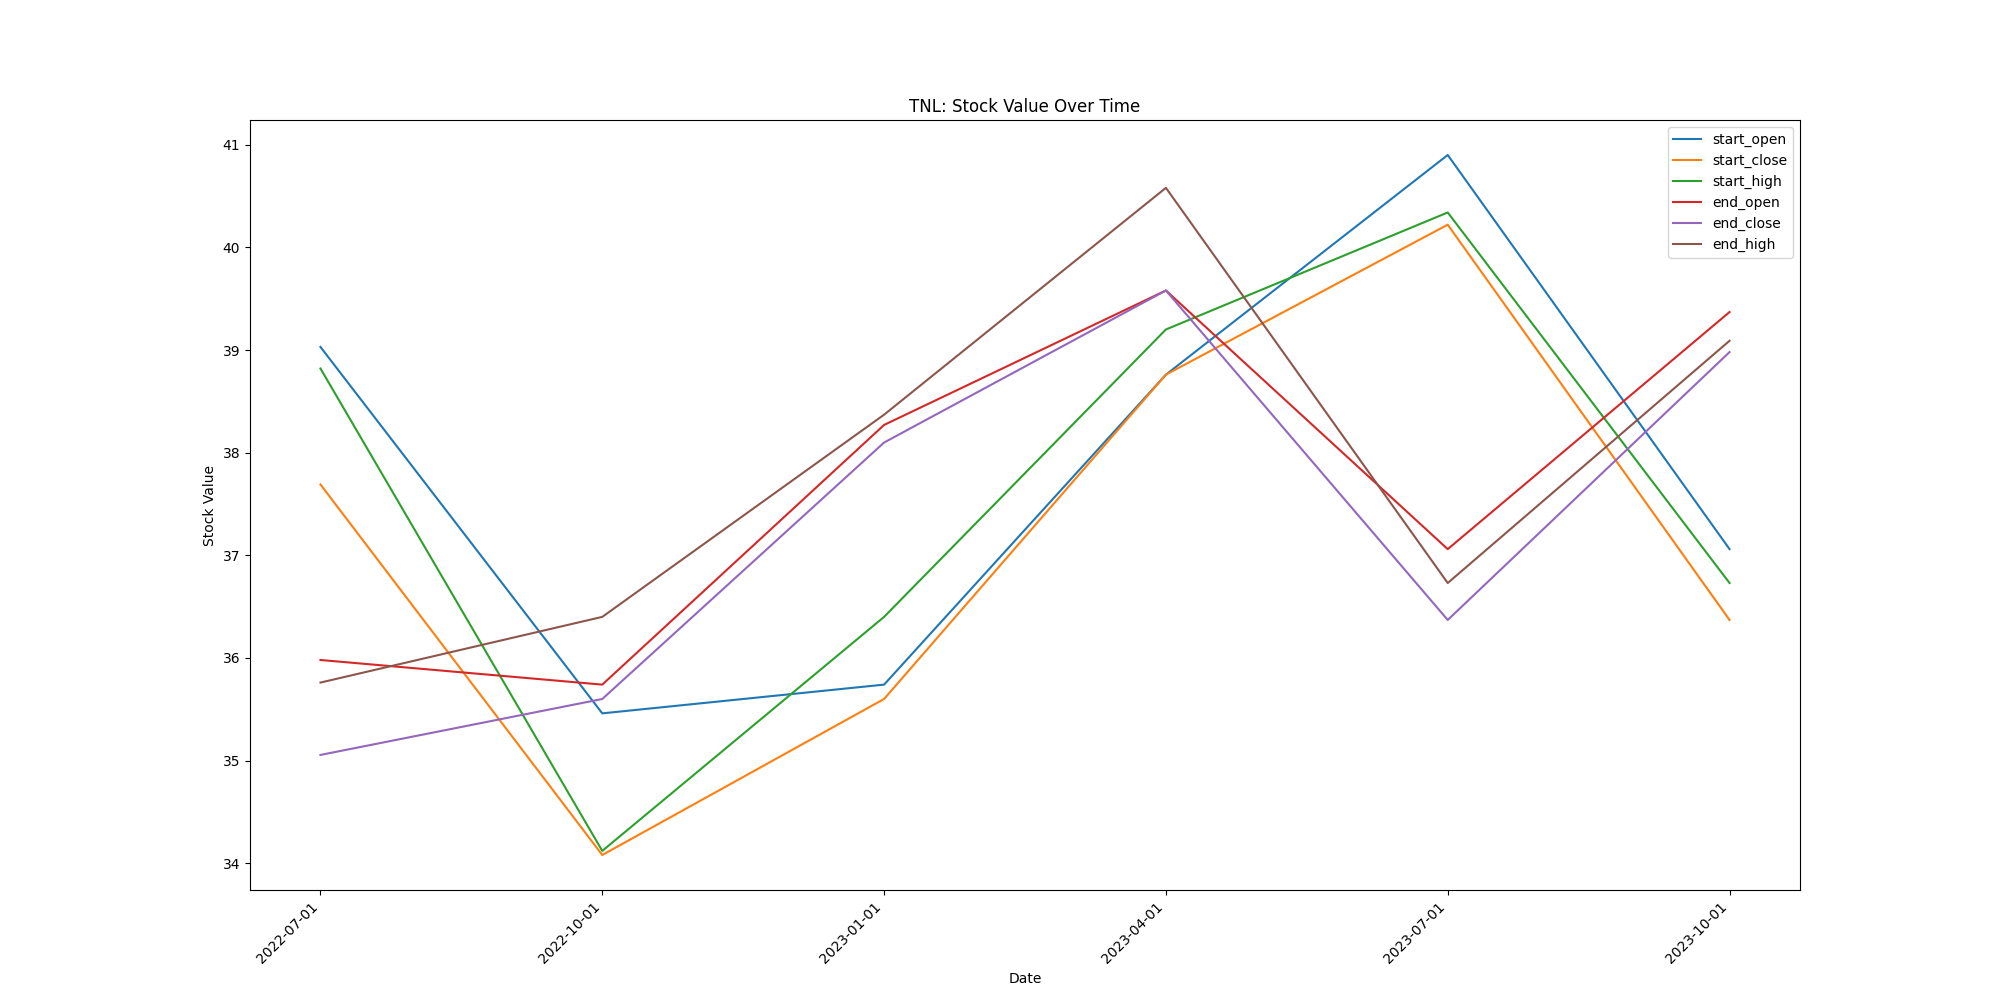 TNL: Stock Value Over Time
41
40
39
38
37
36
35
34
Stock Value
start_open
start_close
start_high
end_open
end_close
end_high
2022-07-01
2022-10-01
2023-01-01
2023-04-01
2023-07-01
2023-10-01
Date